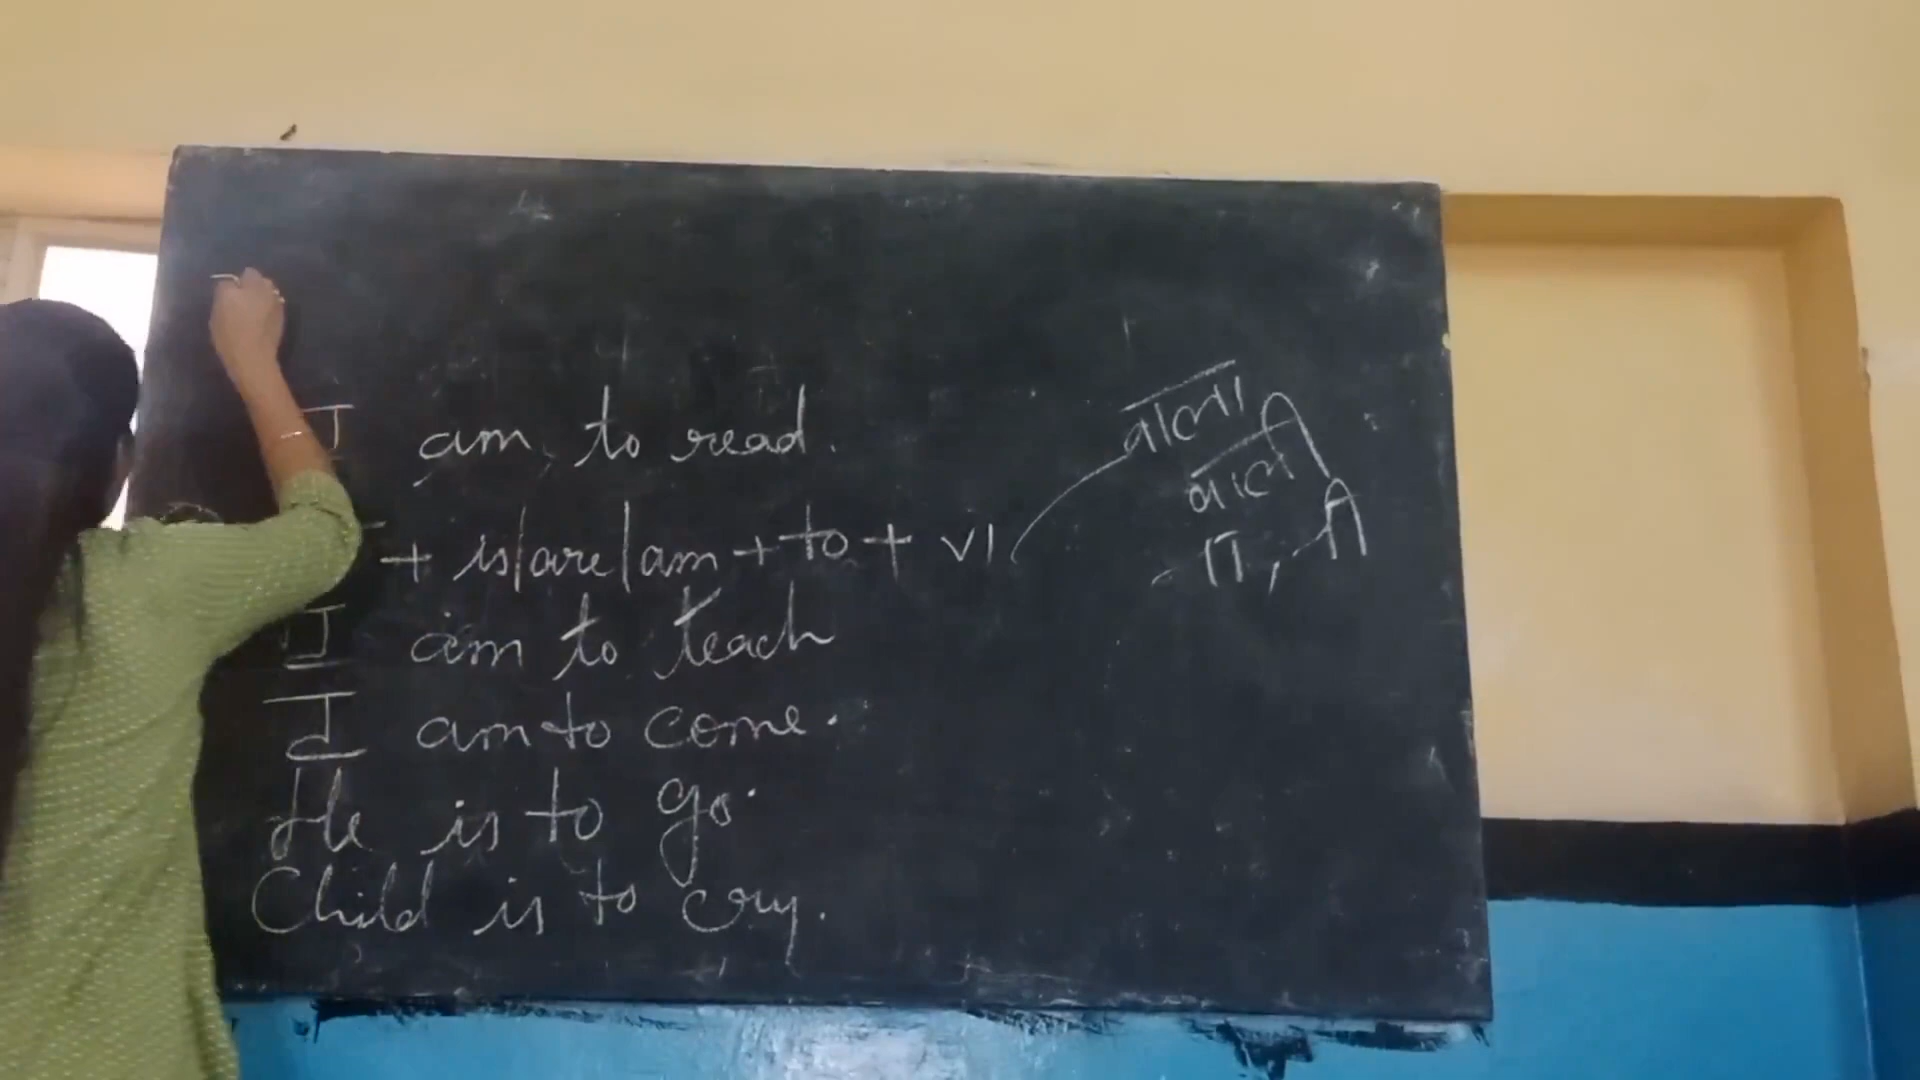 I am to read.
+ is/are/am + to + v1
I am to teach
I am to come.
He is to go.
Child is to cry.
वाला
वाले
ना, नी